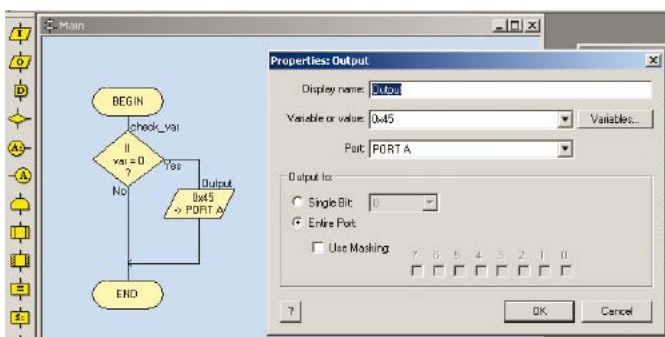 Main
BEGIN
check_var
If
var = 0
?
Yes
No
Output
0x45
-> PORT A
END
Properties: Output
Display name: Output
Variable or value: 0x45 Variables...
Port: PORT A
Output to:
Single Bit: 0
Entire Port
Use Masking:
7 6 5 4 3 2 1 0
? OK Cancel
I
O
D
A:
A
=
S: